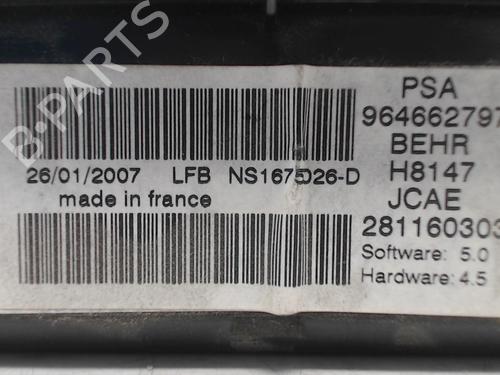 B-PARTS
PSA
964662797
BEHR
26/01/2007 LFB NS1675026-D
H8147
made in france
JCAE
281160303
Software: 5.0
Hardware: 4.5